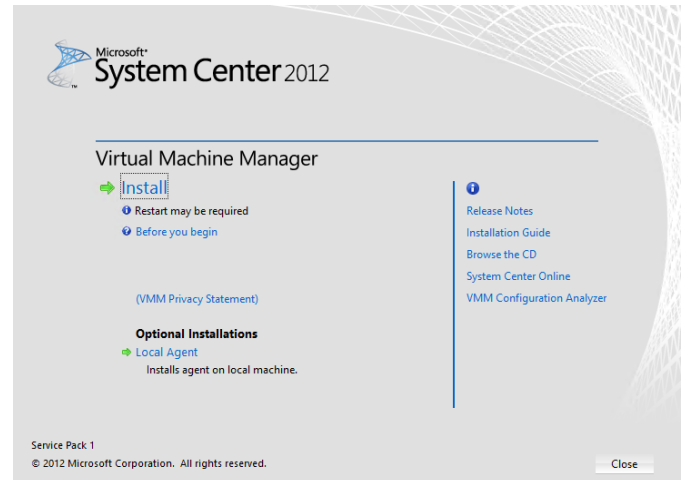 Microsoft®
System Center 2012
Virtual Machine Manager
Install
Restart may be required
Before you begin
(VMM Privacy Statement)
Optional Installations
Local Agent
Installs agent on local machine.
Release Notes
Installation Guide
Browse the CD
System Center Online
VMM Configuration Analyzer
Service Pack 1
© 2012 Microsoft Corporation. All rights reserved.
Close